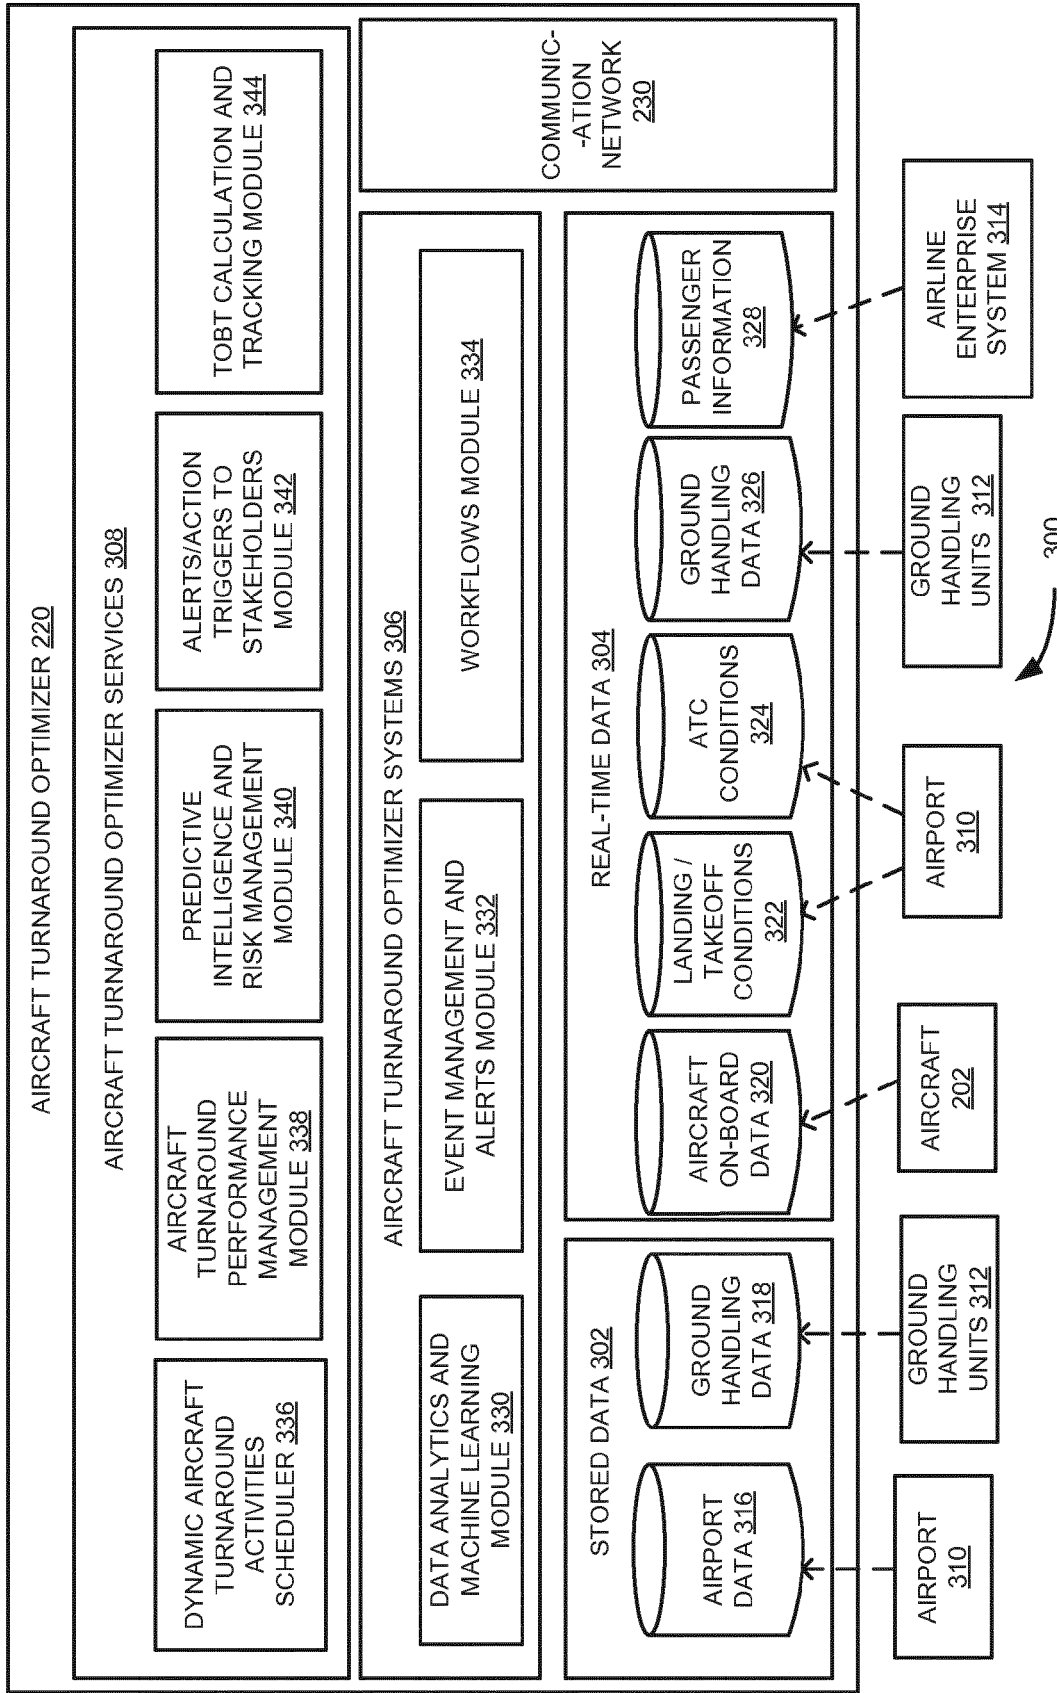 AIRCRAFT TURNAROUND OPTIMIZER 220
AIRCRAFT TURNAROUND OPTIMIZER SERVICES 308
DYNAMIC AIRCRAFT
TURNAROUND
ACTIVITIES
SCHEDULER 336
AIRCRAFT
TURNAROUND
PERFORMANCE
MANAGEMENT
MODULE 338
PREDICTIVE
INTELLIGENCE AND
RISK MANAGEMENT
MODULE 340
ALERTS/ACTION
TRIGGERS TO
STAKEHOLDERS
MODULE 342
TOBT CALCULATION AND
TRACKING MODULE 344
AIRCRAFT TURNAROUND OPTIMIZER SYSTEMS 306
DATA ANALYTICS AND
MACHINE LEARNING
MODULE 330
EVENT MANAGEMENT AND
ALERTS MODULE 332
WORKFLOWS MODULE 334
COMMUNIC-
-ATION
NETWORK
230
STORED DATA 302
AIRPORT
DATA 316
GROUND
HANDLING
DATA 318
REAL-TIME DATA 304
AIRCRAFT
ON-BOARD
DATA 320
LANDING /
TAKEOFF
CONDITIONS
322
ATC
CONDITIONS
324
GROUND
HANDLING
DATA 326
PASSENGER
INFORMATION
328
AIRPORT
310
GROUND
HANDLING
UNITS 312
AIRCRAFT
202
AIRPORT
310
GROUND
HANDLING
UNITS 312
AIRLINE
ENTERPRISE
SYSTEM 314
300